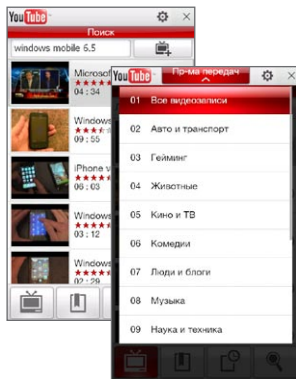 YouTube
Поиск
windows mobile 6.5
Microsof
04 : 34
Windows
09 : 55
iPhone v
06 : 03
Windows
03 : 12
Windows
02 : 29
YouTube
Пр-ма передач
01 Все видеозаписи
02 Авто и транспорт
03 Гейминг
04 Животные
05 Кино и ТВ
06 Комедии
07 Люди и блоги
08 Музыка
09 Наука и техника